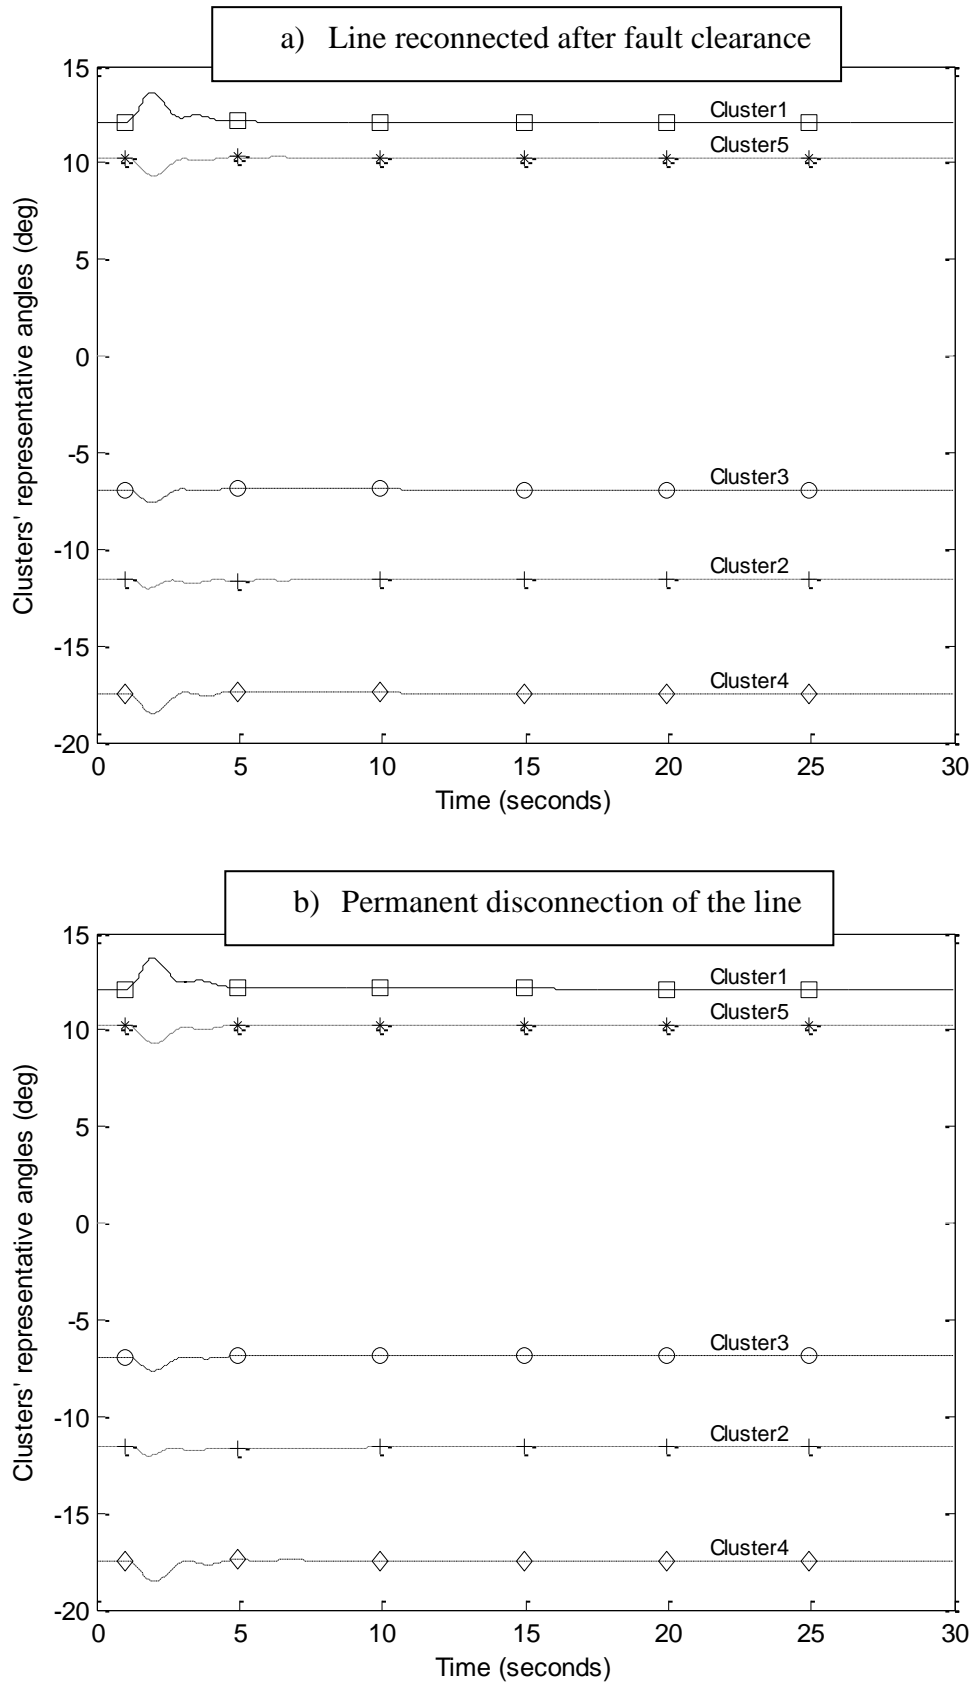 a) Line reconnected after fault clearance
15
10
5
0
-5
-10
-15
-20
Clusters' representative angles (deg)
Cluster1
Cluster5
Cluster3
Cluster2
Cluster4
0 5 10 15 20 25 30
Time (seconds)
b) Permanent disconnection of the line
15
10
5
0
-5
-10
-15
-20
Clusters' representative angles (deg)
Cluster1
Cluster5
Cluster3
Cluster2
Cluster4
0 5 10 15 20 25 30
Time (seconds)